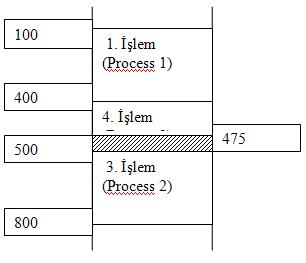 100
1. İşlem
(Process 1)
400
4. İşlem
500
475
3. İşlem
(Process 2)
800